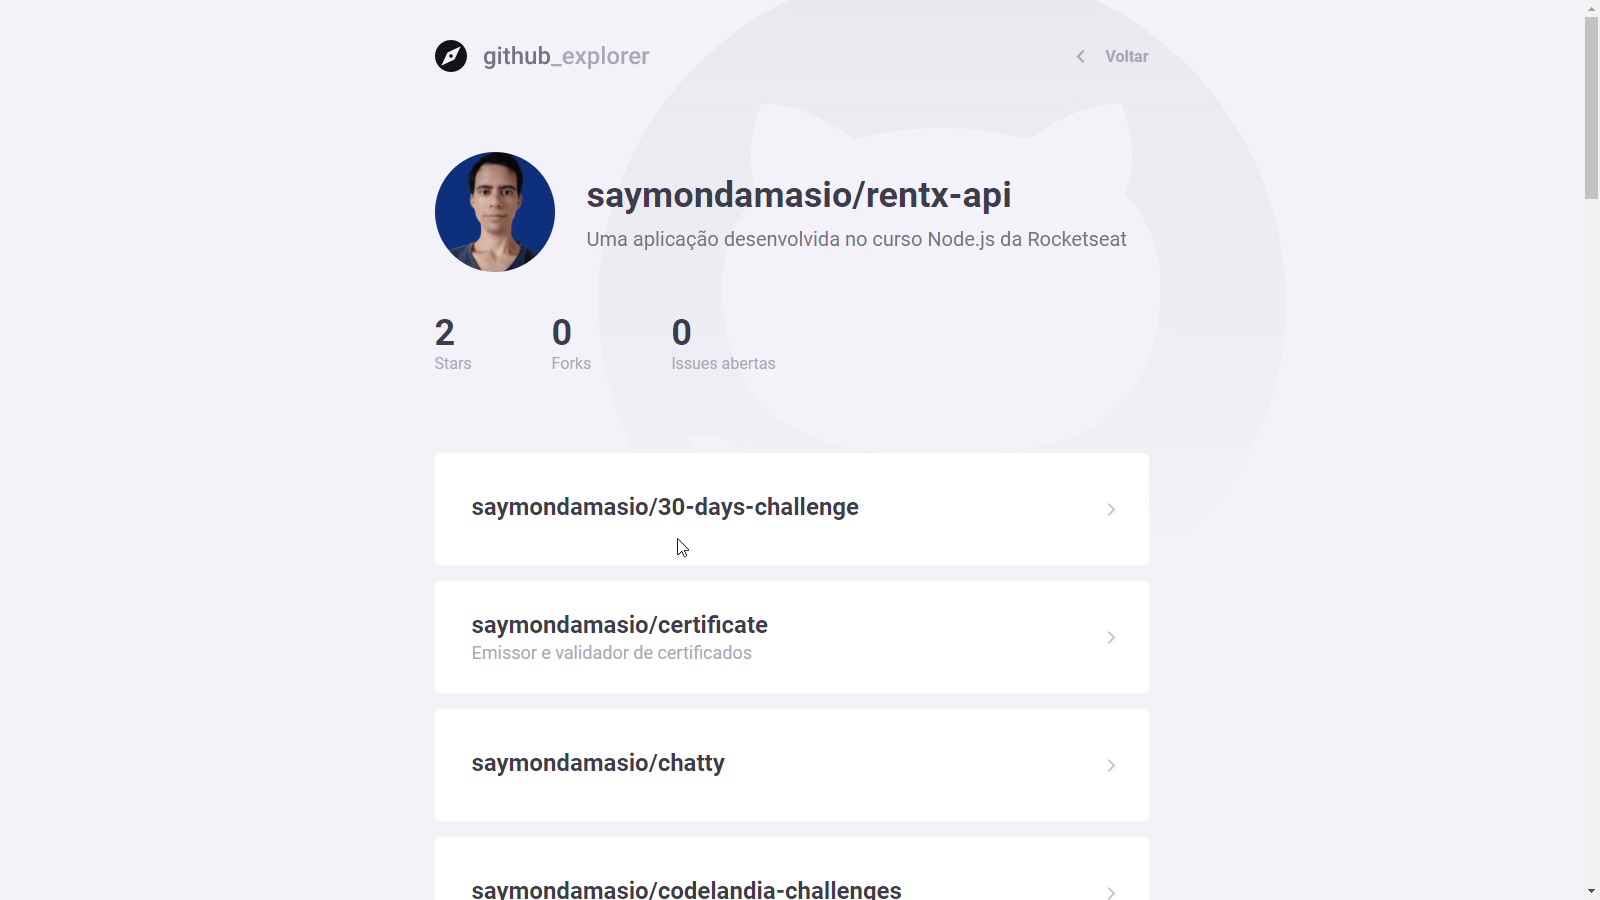 github_explorer
Voltar
saymondamasio/rentx-api
Uma aplicação desenvolvida no curso Node.js da Rocketseat
2
Stars
0
Forks
0
Issues abertas
saymondamasio/30-days-challenge
saymondamasio/certificate
Emissor e validador de certificados
saymondamasio/chatty
saymondamasio/codelandia-challenges